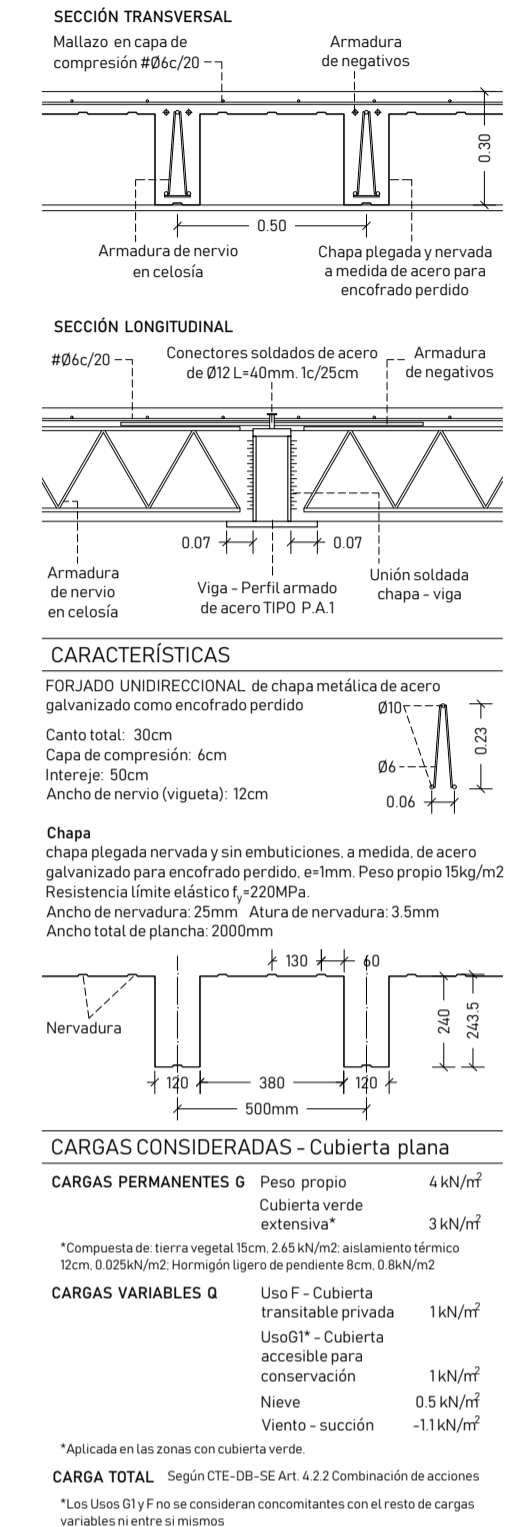 SECCIÓN TRANSVERSAL
Mallazo en capa de
compresión #Ø6c/20
Armadura
de negativos
0.30
0.50
Armadura de nervio
en celosía
Chapa plegada y nervada
a medida de acero para
encofrado perdido
SECCIÓN LONGITUDINAL
#Ø6c/20
Conectores soldados de acero
de Ø12 L=40mm. 1c/25cm
Armadura
de negativos
0.07
0.07
Armadura
de nervio
en celosía
Viga - Perfil armado
de acero TIPO P.A.1
Unión soldada
chapa - viga
CARACTERÍSTICAS
FORJADO UNIDIRECCIONAL de chapa metálica de acero
galvanizado como encofrado perdido
Canto total: 30cm
Capa de compresión: 6cm
Intereje: 50cm
Ancho de nervio (vigueta): 12cm
Ø10
Ø6
0.23
0.06
Chapa
chapa plegada nervada y sin embuticiones, a medida, de acero
galvanizado para encofrado perdido, e=1mm. Peso propio 15kg/m2
Resistencia límite elástico fy=220MPa.
Ancho de nervadura: 25mm Atura de nervadura: 3.5mm
Ancho total de plancha: 2000mm
130
60
Nervadura
240
243.5
120
380
120
500mm
CARGAS CONSIDERADAS - Cubierta plana
CARGAS PERMANENTES G Peso propio 4 kN/m²
Cubierta verde
extensiva* 3 kN/m²
*Compuesta de: tierra vegetal 15cm, 2.65 kN/m2; aislamiento térmico
12cm, 0.025kN/m2; Hormigón ligero de pendiente 8cm, 0.8kN/m2
CARGAS VARIABLES Q Uso F - Cubierta
transitable privada 1 kN/m²
UsoG1* - Cubierta
accesible para
conservación 1 kN/m²
Nieve 0.5 kN/m²
Viento - succión -1.1 kN/m²
*Aplicada en las zonas con cubierta verde.
CARGA TOTAL Según CTE-DB-SE Art. 4.2.2 Combinación de acciones
*Los Usos G1 y F no se consideran concomitantes con el resto de cargas
variables ni entre si mismos